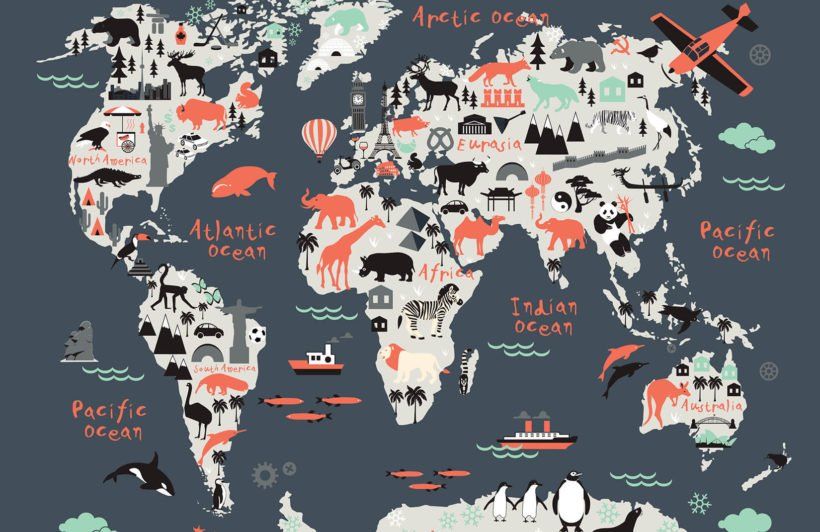 Arctic Ocean
North America
Eurasia
Atlantic
Ocean
Pacific
Ocean
Africa
Indian
Ocean
South America
Pacific
Ocean
Australia